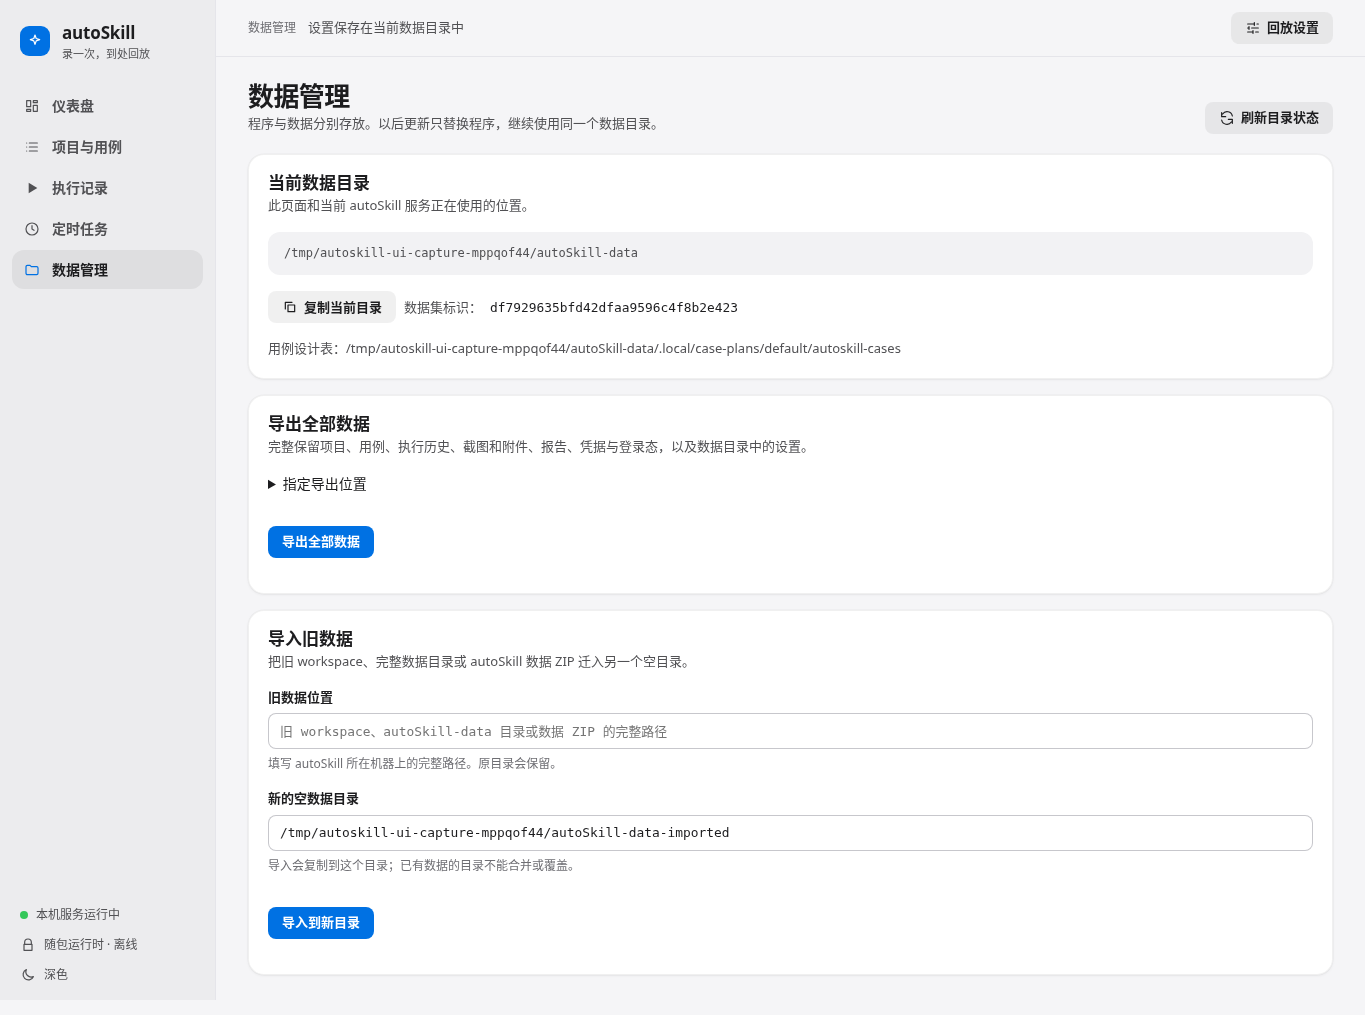 autoSkill
录一次，到处回放
仪表盘
项目与用例
执行记录
定时任务
数据管理
本机服务运行中
随包运行时 · 离线
深色
数据管理 设置保存在当前数据目录中
回放设置
数据管理
程序与数据分别存放。以后更新只替换程序，继续使用同一个数据目录。
刷新目录状态
当前数据目录
此页面和当前 autoSkill 服务正在使用的位置。
/tmp/autoskill-ui-capture-mppqof44/autoSkill-data
复制当前目录 数据集标识： df7929635bfd42dfaa9596c4f8b2e423
用例设计表：/tmp/autoskill-ui-capture-mppqof44/autoSkill-data/.local/case-plans/default/autoskill-cases
导出全部数据
完整保留项目、用例、执行历史、截图和附件、报告、凭据与登录态，以及数据目录中的设置。
指定导出位置
导出全部数据
导入旧数据
把旧 workspace、完整数据目录或 autoSkill 数据 ZIP 迁入另一个空目录。
旧数据位置
旧 workspace、autoSkill-data 目录或数据 ZIP 的完整路径
填写 autoSkill 所在机器上的完整路径。原目录会保留。
新的空数据目录
/tmp/autoskill-ui-capture-mppqof44/autoSkill-data-imported
导入会复制到这个目录；已有数据的目录不能合并或覆盖。
导入到新目录